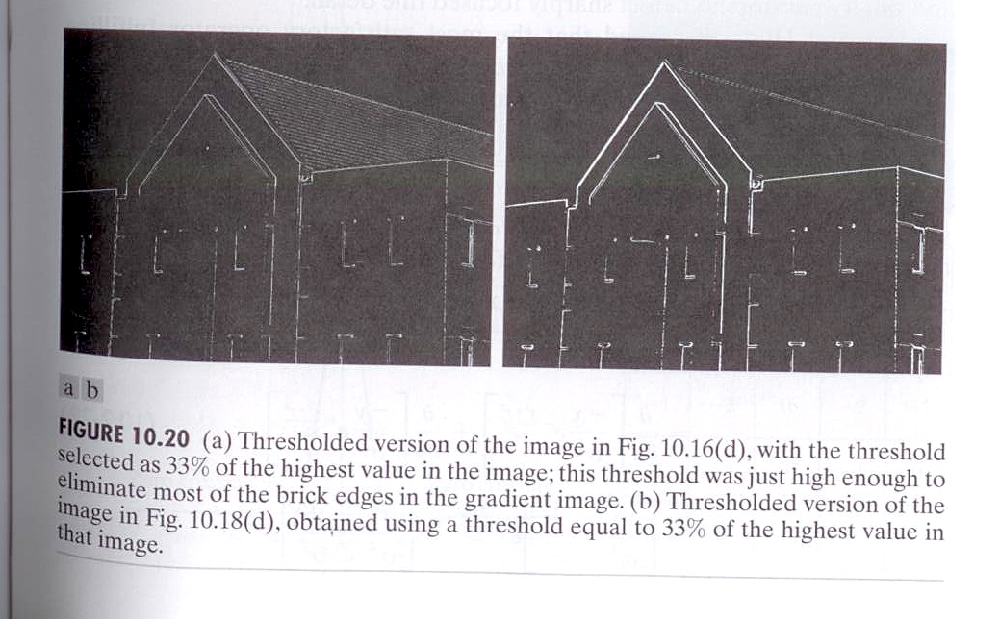 a b
FIGURE 10.20 (a) Thresholded version of the image in Fig. 10.16(d), with the threshold
selected as 33% of the highest value in the image; this threshold was just high enough to
eliminate most of the brick edges in the gradient image. (b) Thresholded version of the
image in Fig. 10.18(d), obtained using a threshold equal to 33% of the highest value in
that image.